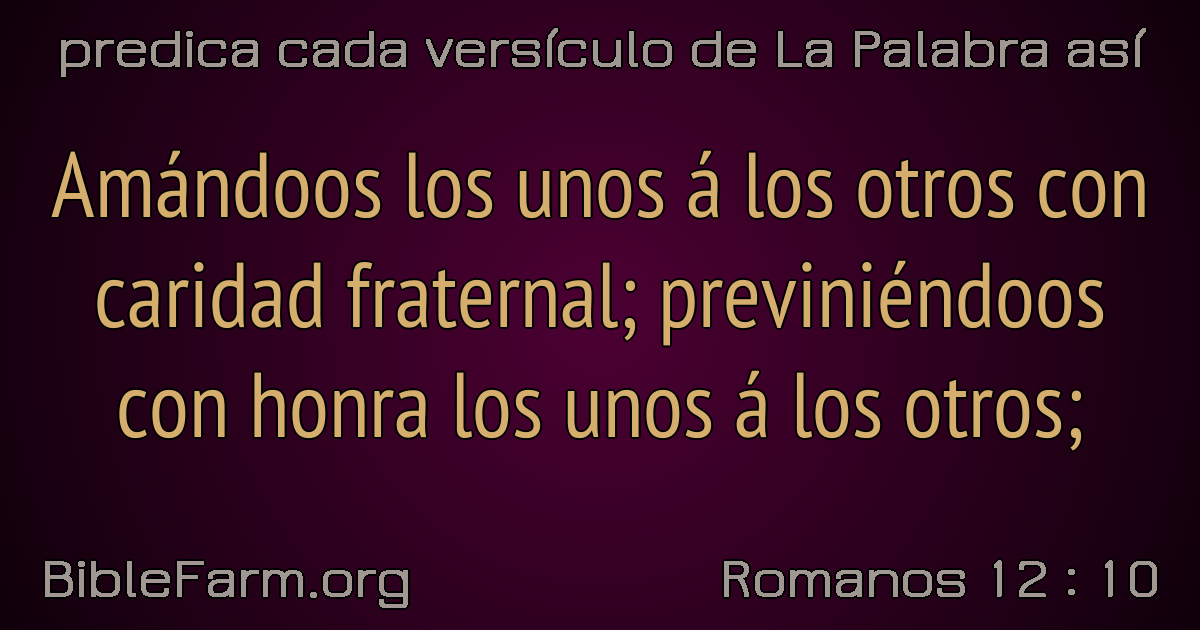 predica cada versículo de La Palabra así
Amándoos los unos á los otros con
caridad fraternal; previniéndoos
con honra los unos á los otros;
BibleFarm.org
Romanos 12 : 10